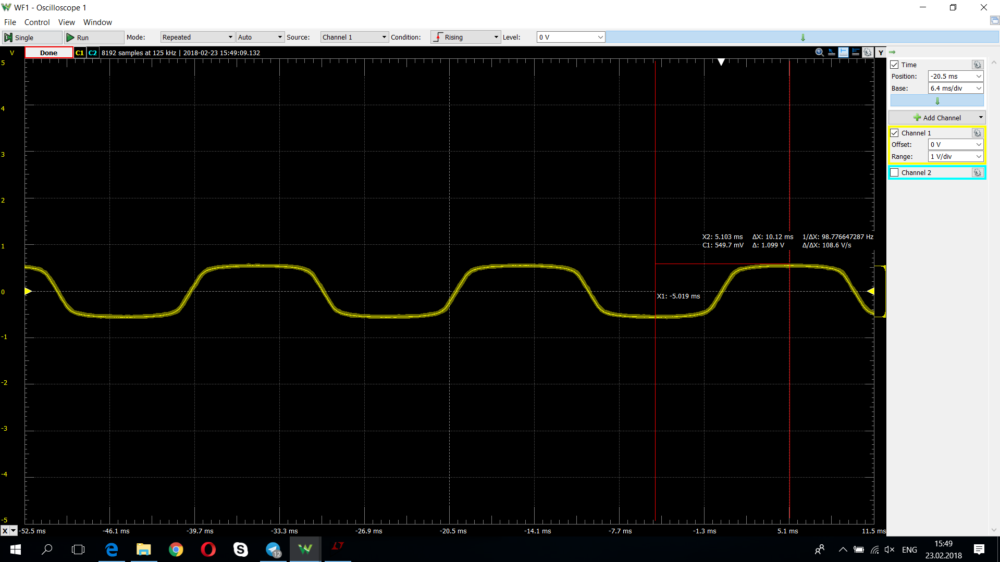 WF1 - Oscilloscope 1
File Control View Window
Single Run Mode: Repeated Auto Source: Channel 1 Condition: Rising Level: 0 V
V Done C1 C2 8192 samples at 125 kHz | 2018-02-23 15:49:09.132 Y
5
4
3
2
1
0
-1
-2
-3
-4
-5
X2: 5.103 ms ΔX: 10.12 ms 1/ΔX: 98.776647287 Hz
C1: 549.7 mV Δ: 1.099 V Δ/ΔX: 108.6 V/s
X1: -5.019 ms
X -52.5 ms -46.1 ms -39.7 ms -33.3 ms -26.9 ms -20.5 ms -14.1 ms -7.7 ms -1.3 ms 5.1 ms 11.5 ms
Time
Position: -20.5 ms
Base: 6.4 ms/div
Add Channel
Channel 1
Offset: 0 V
Range: 1 V/div
Channel 2
12
ENG
15:49
23.02.2018